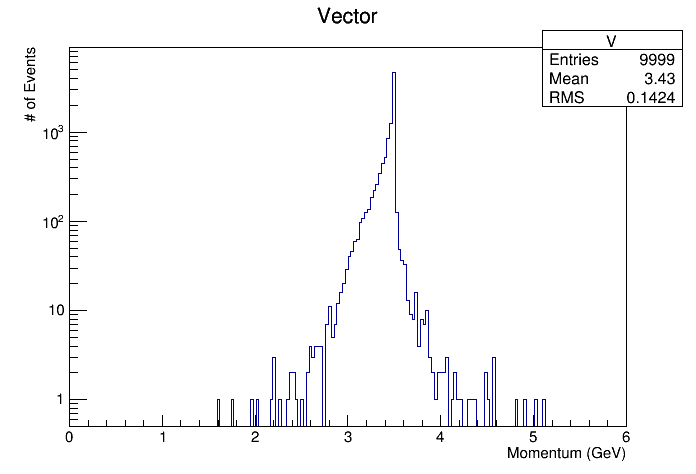 Vector
V
Entries 9999
Mean 3.43
RMS 0.1424
# of Events
10³
10²
10
1
0 1 2 3 4 5 6
Momentum (GeV)